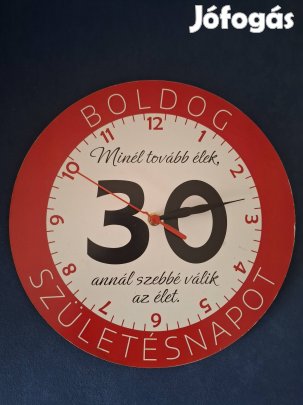 Jófogás
BOLDOG
12
11
1
Minél tovább élek,
10
2
9
30
3
annál szebbé válik
8
4
az élet.
7
5
6
SZÜLETÉSNAPOT